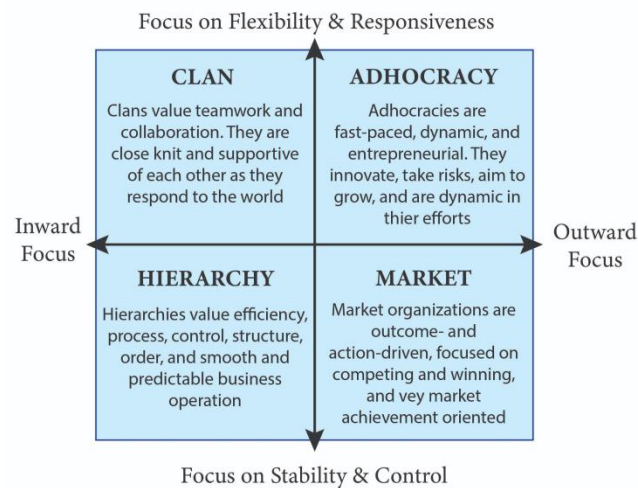 Focus on Flexibility & Responsiveness
CLAN
Clans value teamwork and
collaboration. They are
close knit and supportive
of each other as they
respond to the world
ADHOCRACY
Adhocracies are
fast-paced, dynamic, and
entrepreneurial. They
innovate, take risks, aim to
grow, and are dynamic in
thier efforts
Inward
Focus
Outward
Focus
HIERARCHY
Hierarchies value efficiency,
process, control, structure,
order, and smooth and
predictable business
operation
MARKET
Market organizations are
outcome- and
action-driven, focused on
competing and winning,
and vey market
achievement oriented
Focus on Stability & Control